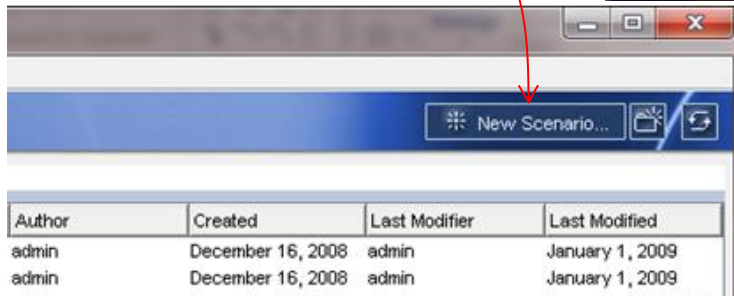 New Scenario...
Author Created Last Modifier Last Modified
admin December 16, 2008 admin January 1, 2009
admin December 16, 2008 admin January 1, 2009